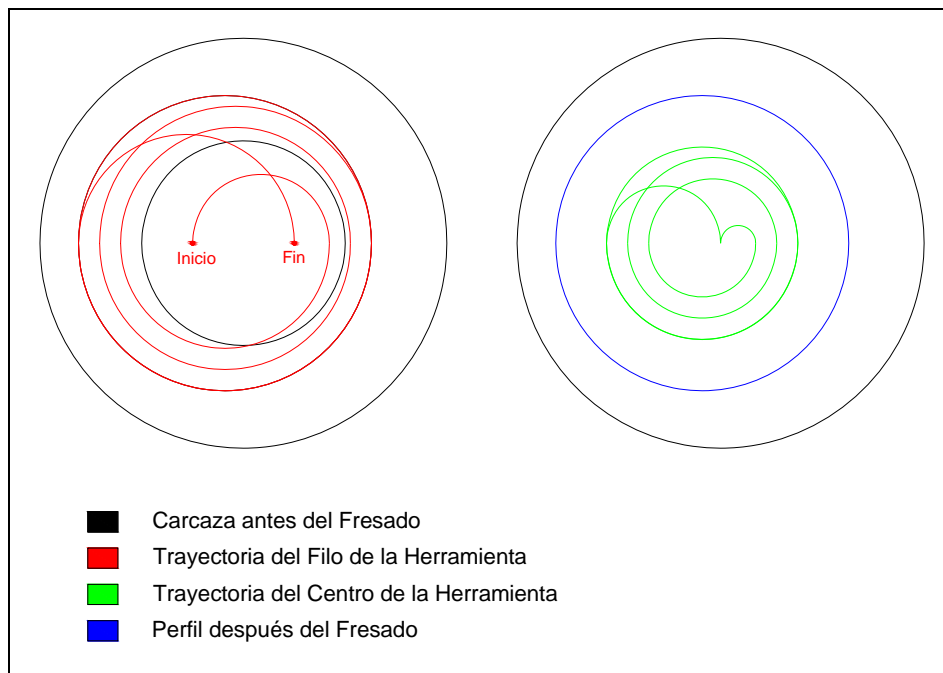 Inicio
Fin
Carcaza antes del Fresado
Trayectoria del Filo de la Herramienta
Trayectoria del Centro de la Herramienta
Perfil después del Fresado